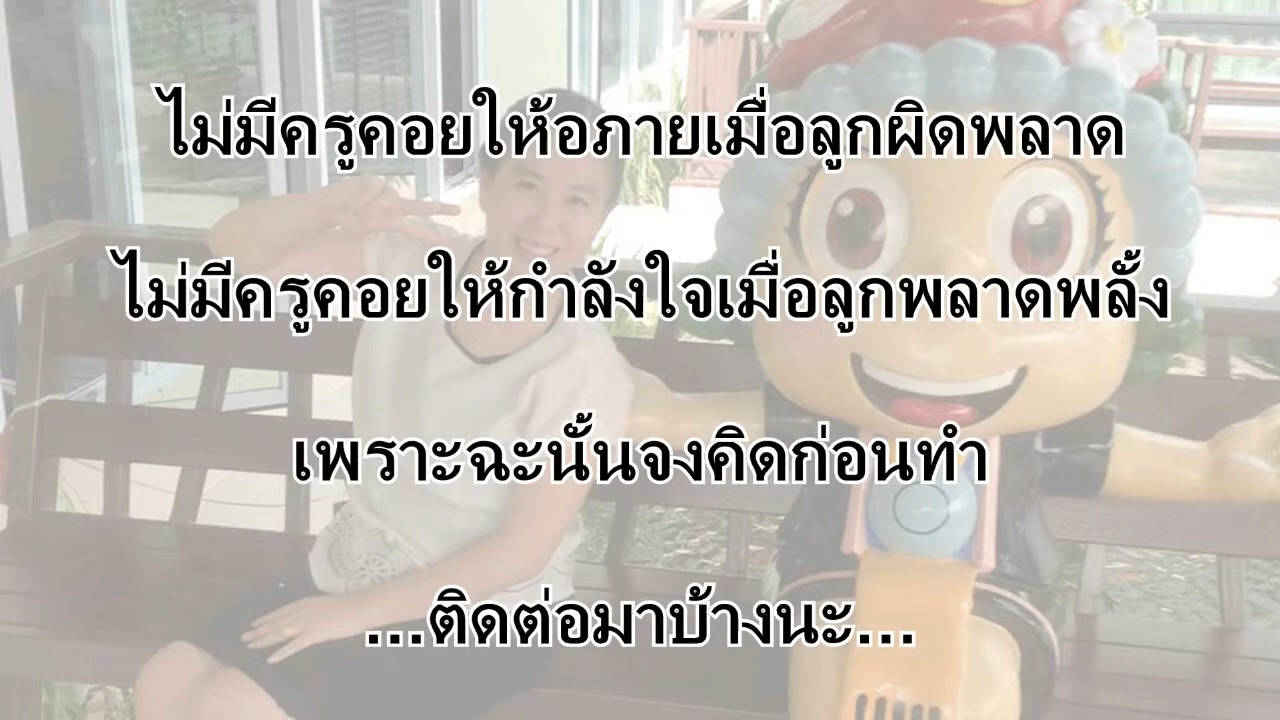 ไม่มีครูคอยให้อภายเมื่อลูกผิดพลาด
ไม่มีครูคอยให้กำลังใจเมื่อลูกพลาดพลั้ง
เพราะฉะนั้นจงคิดก่อนทำ
...ติดต่อมาบ้างนะ...